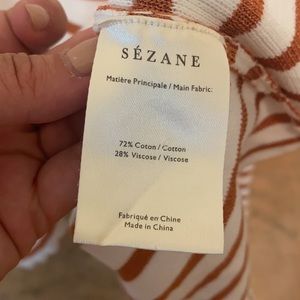 SÉZANE
Matière Principale / Main Fabric:
72% Coton / Cotton
28% Viscose / Viscose
Fabriqué en Chine
Made in China